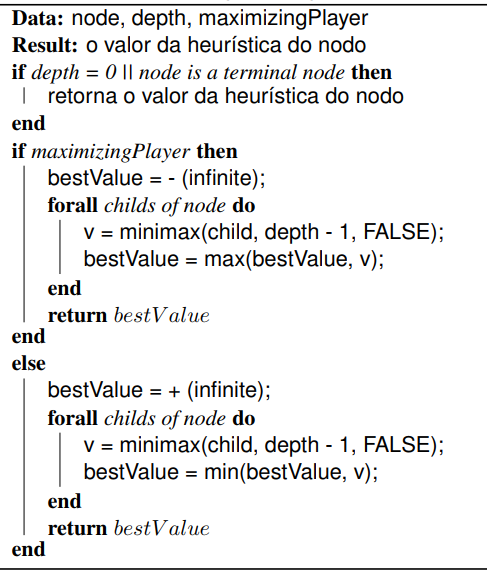 Data: node, depth, maximizingPlayer
Result: o valor da heurística do nodo
if depth = 0 || node is a terminal node then
retorna o valor da heurística do nodo
end
if maximizingPlayer then
bestValue = - (infinite);
forall childs of node do
v = minimax(child, depth - 1, FALSE);
bestValue = max(bestValue, v);
end
return bestValue
end
else
bestValue = + (infinite);
forall childs of node do
v = minimax(child, depth - 1, FALSE);
bestValue = min(bestValue, v);
end
return bestValue
end